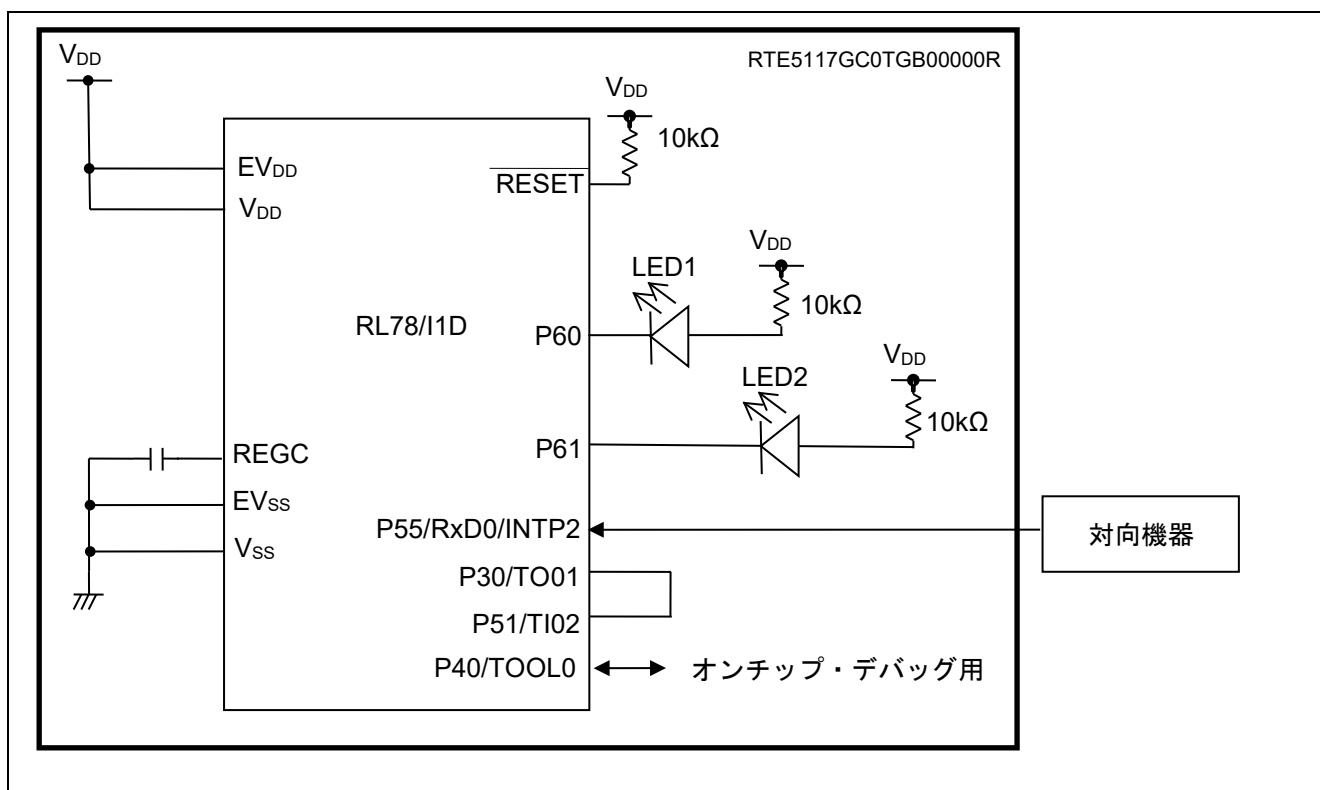 RTE5117GC0TGB00000R
VDD
VDD
10kΩ
EVDD
RESET
VDD
VDD
LED1
10kΩ
RL78/I1D
P60
VDD
LED2
10kΩ
P61
REGC
EVSS
P55/RxD0/INTP2
対向機器
VSS
P30/TO01
P51/TI02
P40/TOOL0
オンチップ・デバッグ用